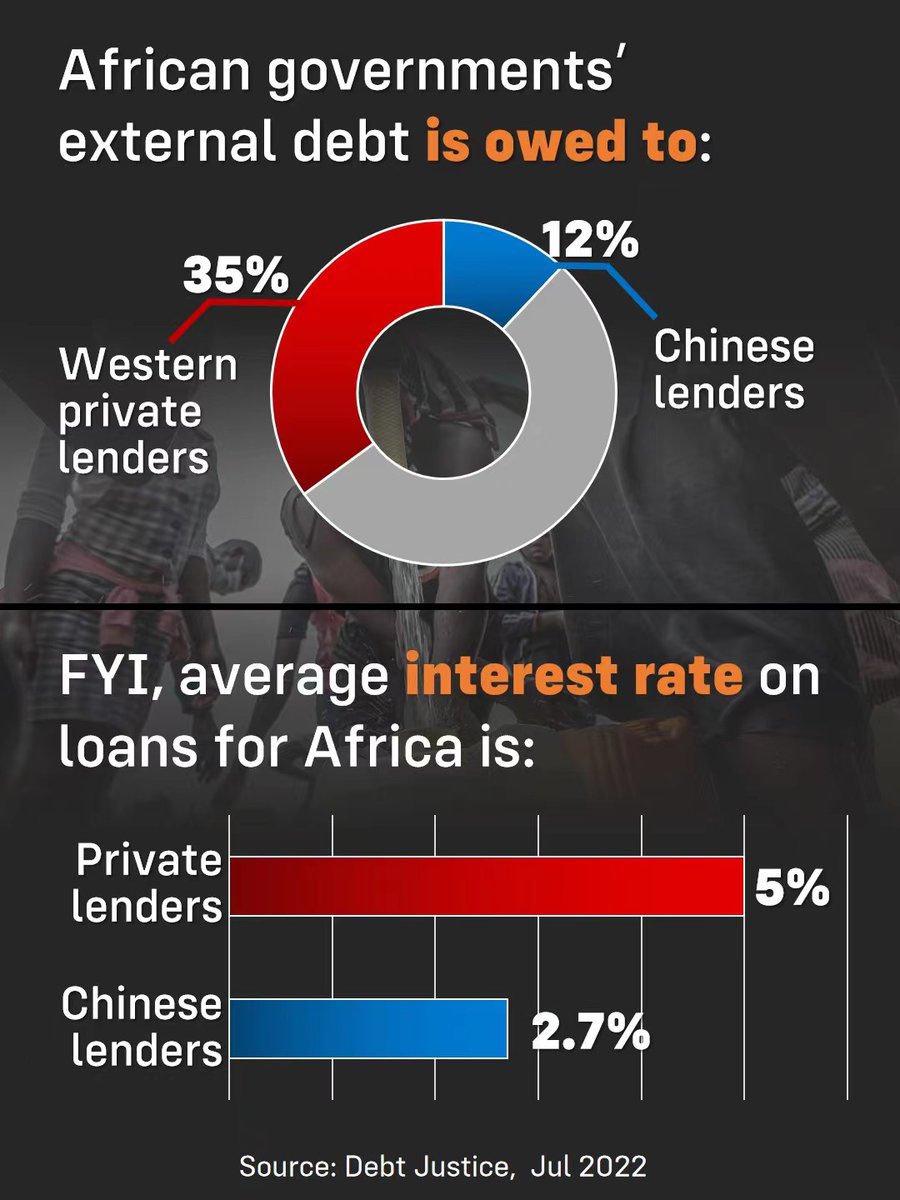 African governments’
external debt is owed to:
35%
Western
private
lenders
12%
Chinese
lenders
FYI, average interest rate on
loans for Africa is:
Private
lenders
5%
Chinese
lenders
2.7%
Source: Debt Justice, Jul 2022